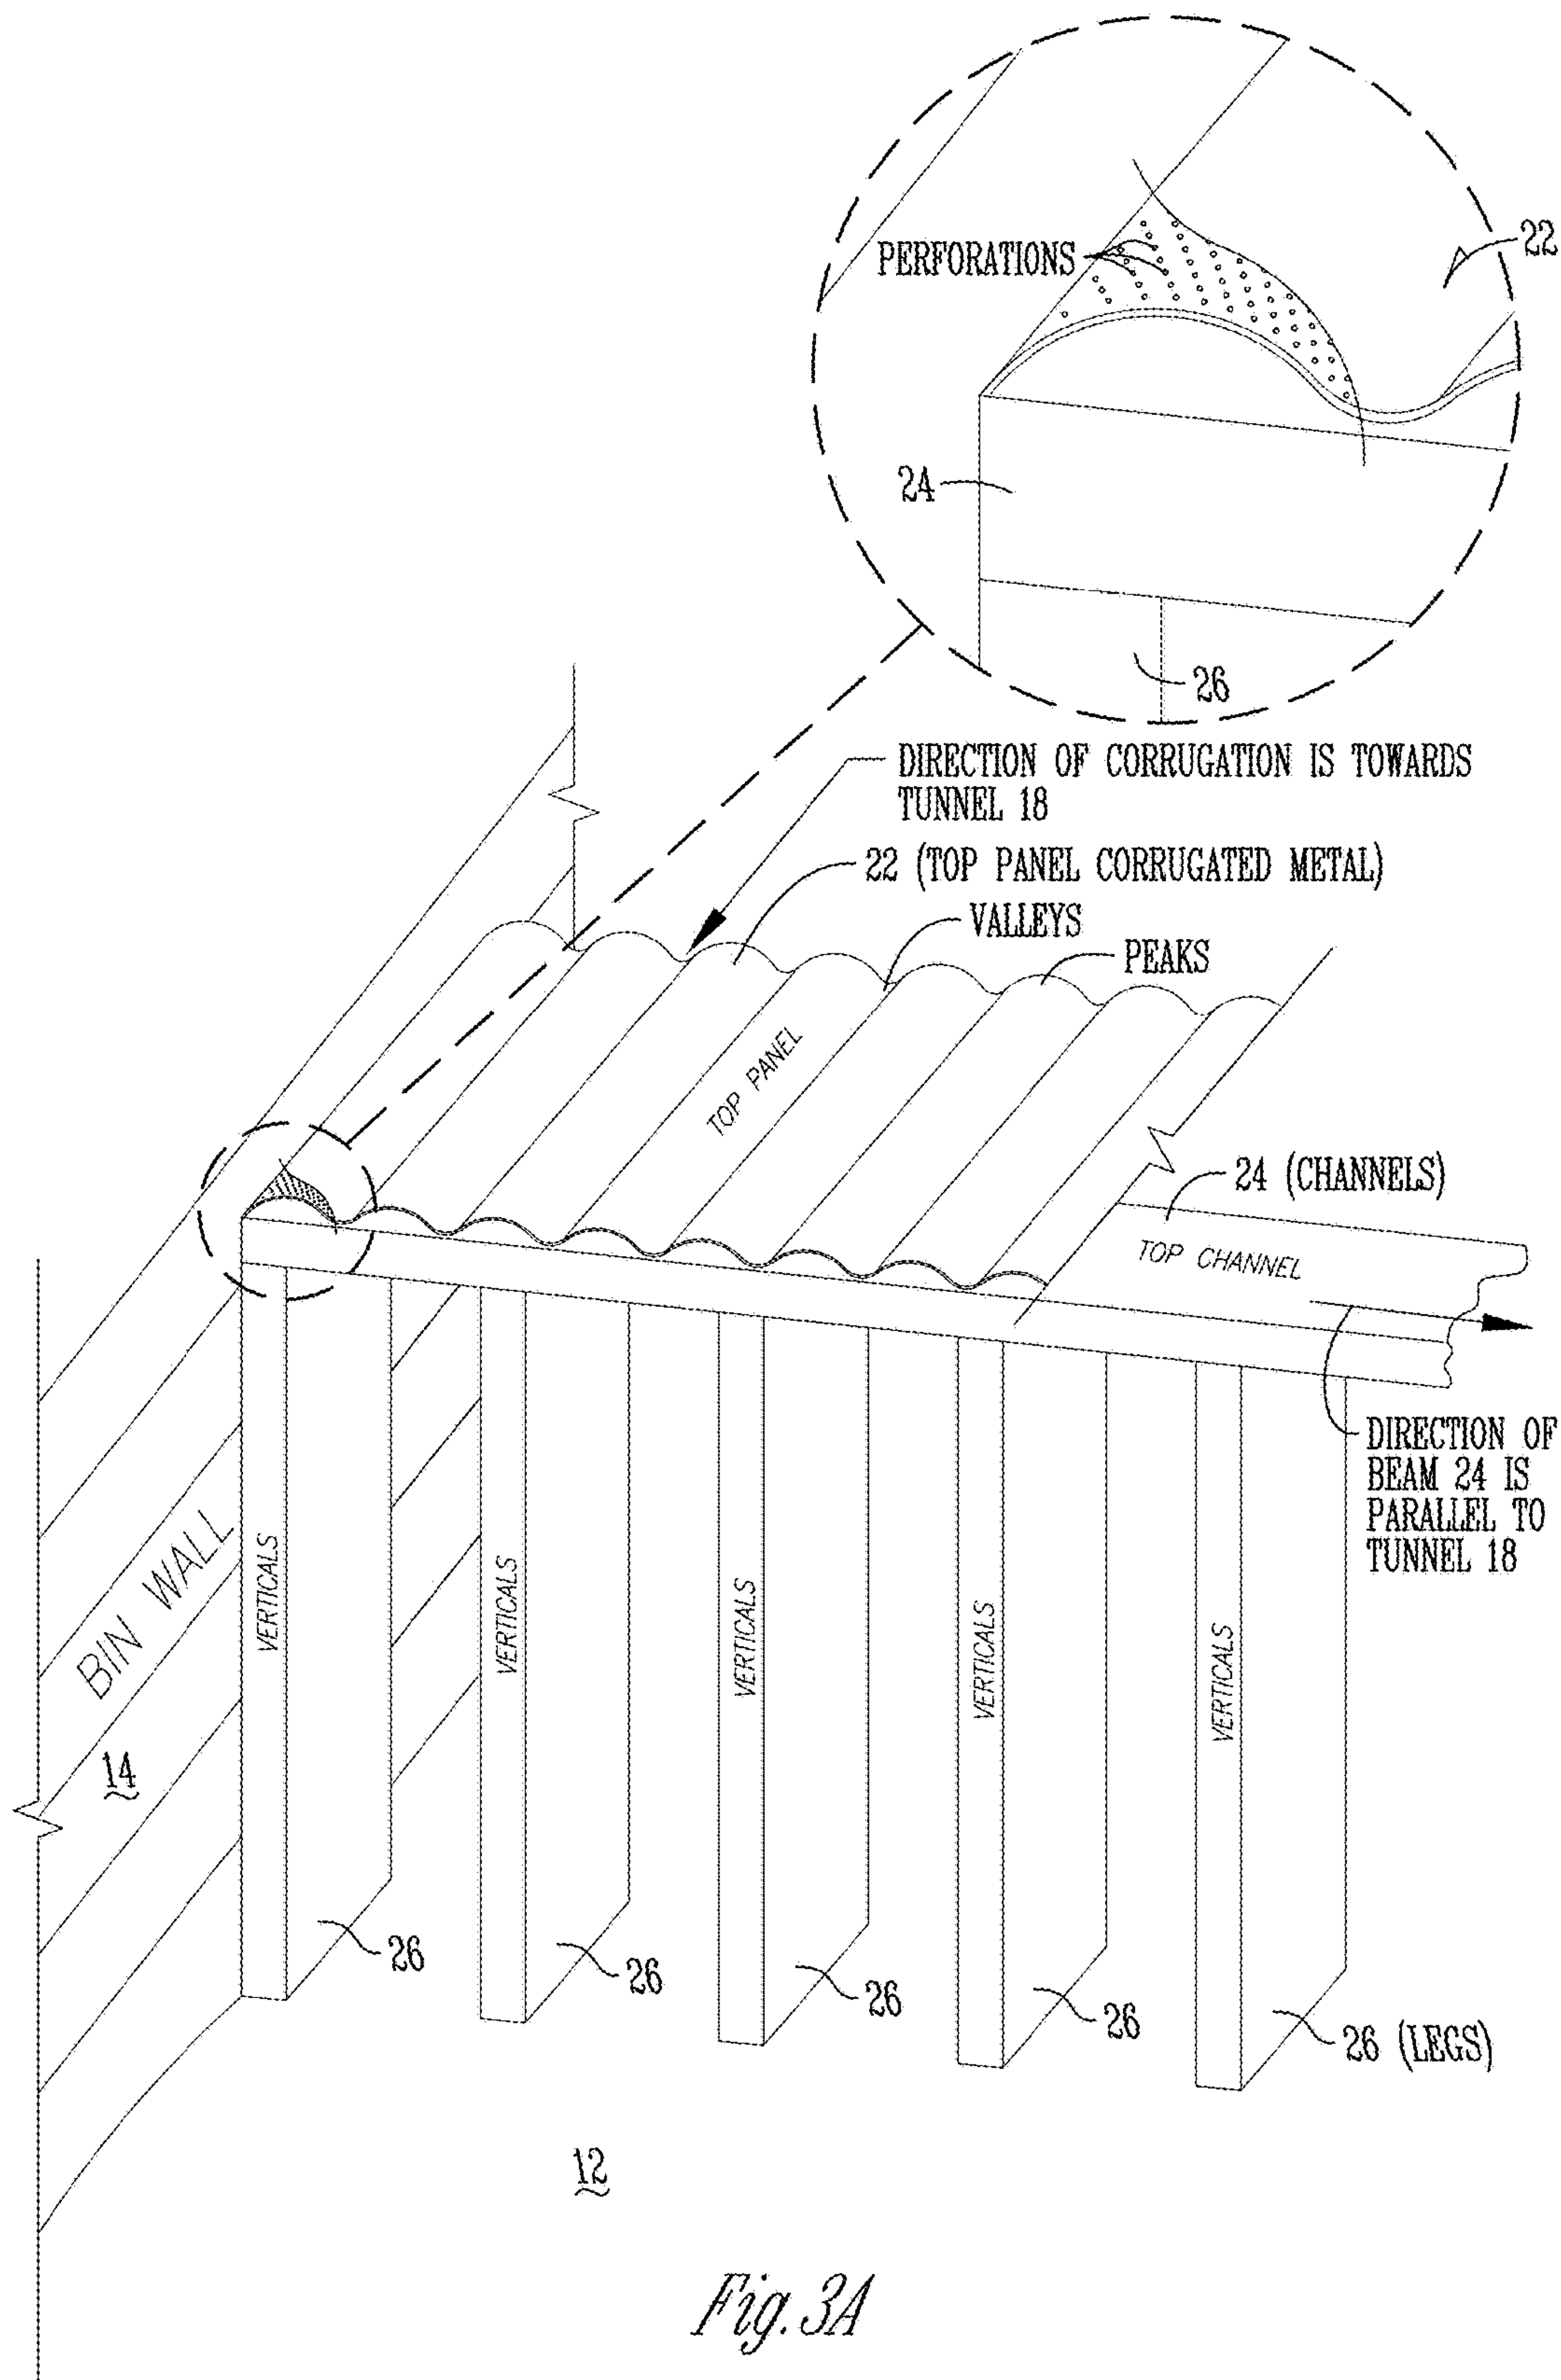 PERFORATIONS
22
24
26
DIRECTION OF CORRUGATION IS TOWARDS
TUNNEL 18
22 (TOP PANEL CORRUGATED METAL)
VALLEYS
PEAKS
TOP PANEL
24 (CHANNELS)
TOP CHANNEL
DIRECTION OF
BEAM 24 IS
PARALLEL TO
TUNNEL 18
BIN WALL
14
VERTICALS
VERTICALS
VERTICALS
VERTICALS
VERTICALS
26
26
26
26
26 (LEGS)
12
Fig. 3A